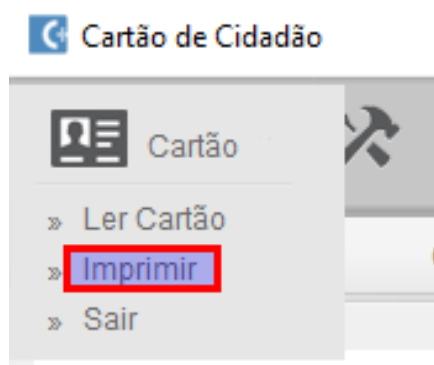 Cartão de Cidadão
Cartão
» Ler Cartão
» Imprimir
» Sair